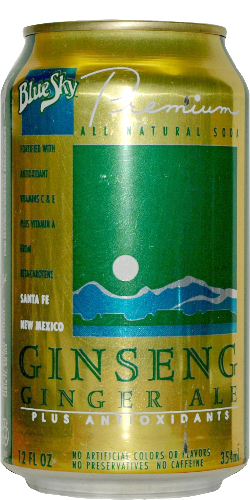 Blue Sky
Premium
ALL NATURAL SODA
FORTIFIED WITH
ANTIOXIDANT
VITAMINS C & E
PLUS VITAMIN A
FROM
BETA CAROTENE
SANTA FE
NEW MEXICO
GINSENG
GINGER ALE
PLUS ANTIOXIDANTS
12 FL OZ
NO ARTIFICIAL COLORS OR FLAVORS
NO PRESERVATIVES NO CAFFEINE
354ml